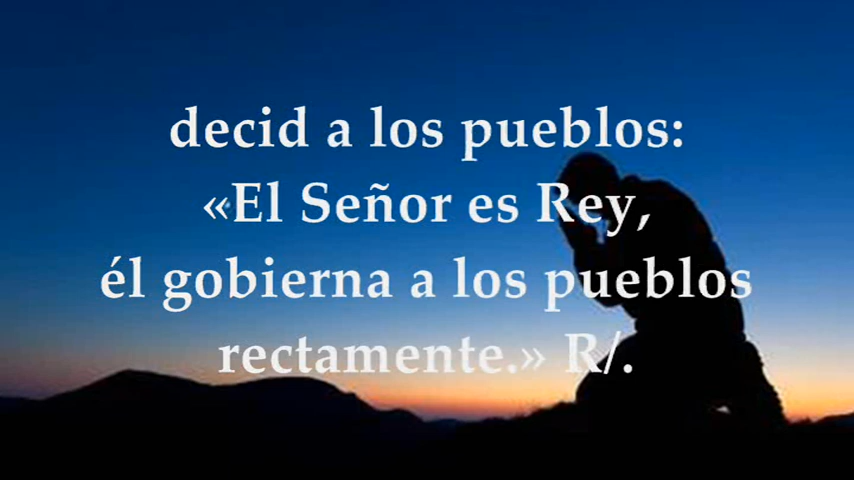 decid a los pueblos:
«El Señor es Rey,
él gobierna a los pueblos
rectamente.» R/.